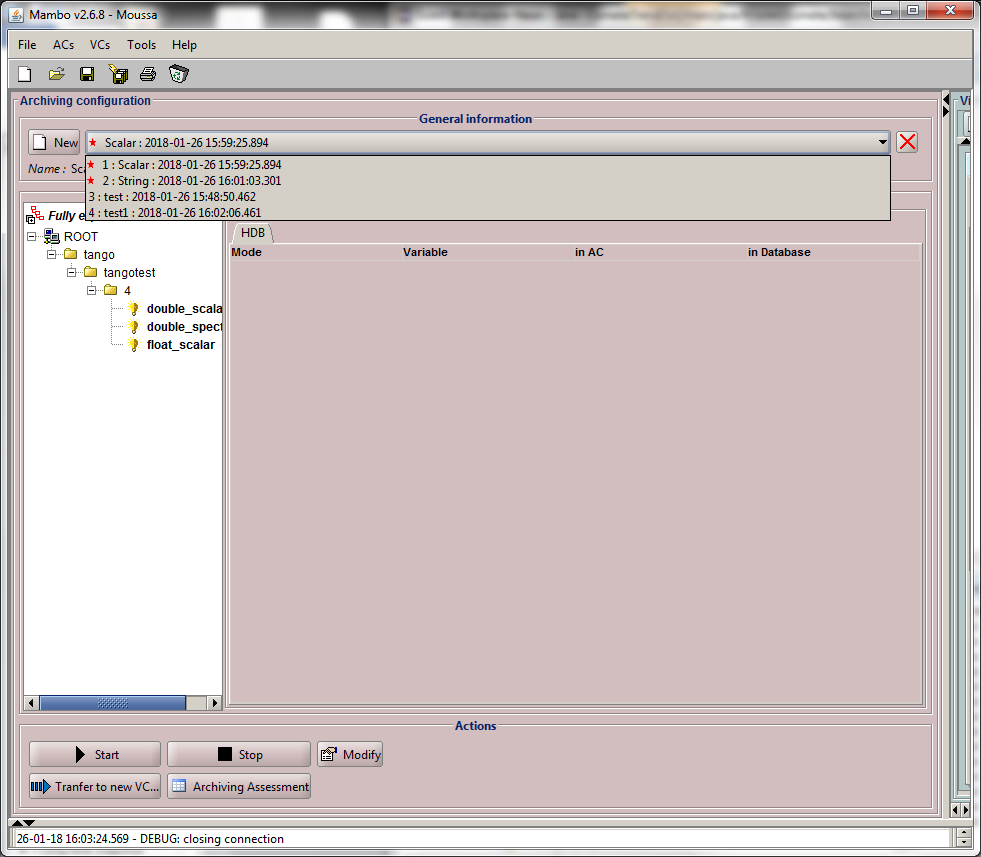 Mambo v2.6.8 - Moussa
File ACs VCs Tools Help
Archiving configuration
Vi
General information
New
Scalar : 2018-01-26 15:59:25.894
1 : Scalar : 2018-01-26 15:59:25.894
Name : Sc
2 : String : 2018-01-26 16:01:03.301
3 : test : 2018-01-26 15:48:50.462
4 : test1 : 2018-01-26 16:02:06.461
Fully e
HDB
ROOT
Mode Variable in AC in Database
tango
tangotest
4
double_scala
double_spect
float_scalar
Actions
Start Stop Modify
Tranfer to new VC... Archiving Assessment
26-01-18 16:03:24.569 - DEBUG: closing connection